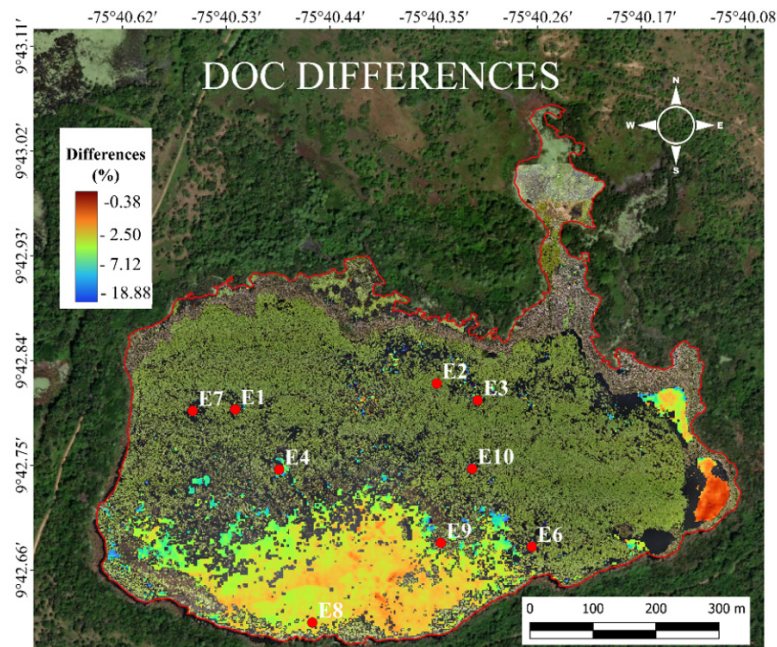 -75°40.62′ -75°40.53′ -75°40.44′ -75°40.35′ -75°40.26′ -75°40.17′ -75°40.08
9°43.11′
DOC DIFFERENCES
N
W E
S
9°43.02′
Differences
(%)
-0.38
- 2.50
- 7.12
- 18.88
9°42.93′
9°42.84′
E2
E3
E7 E1
9°42.75′
E4 E10
E9 E6
9°42.66′
E8
0 100 200 300 m